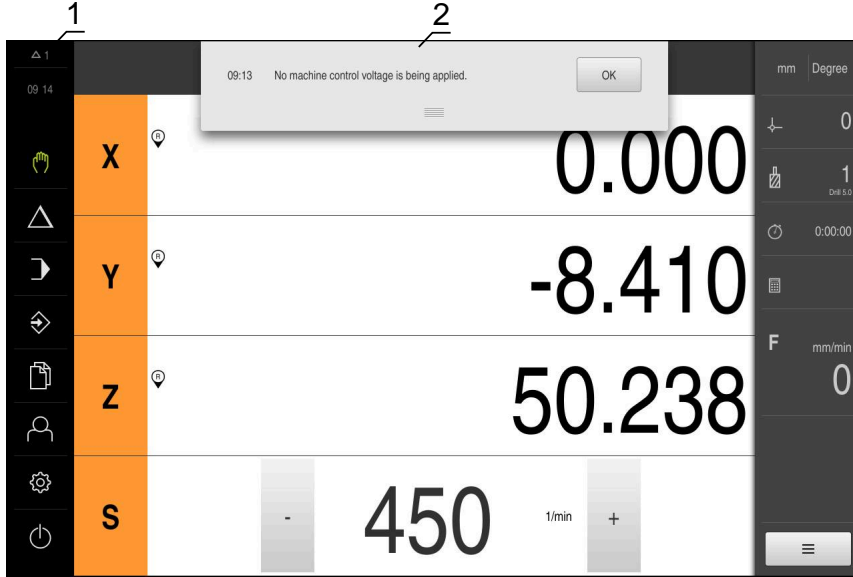 1
2
△ 1
09 14
09:13 No machine control voltage is being applied. OK
mm Degree
X R 0.000
0
1
Drill 5.0
0:00:00
Y R -8.410
F mm/min
0
Z R 50.238
S - 450 1/min +